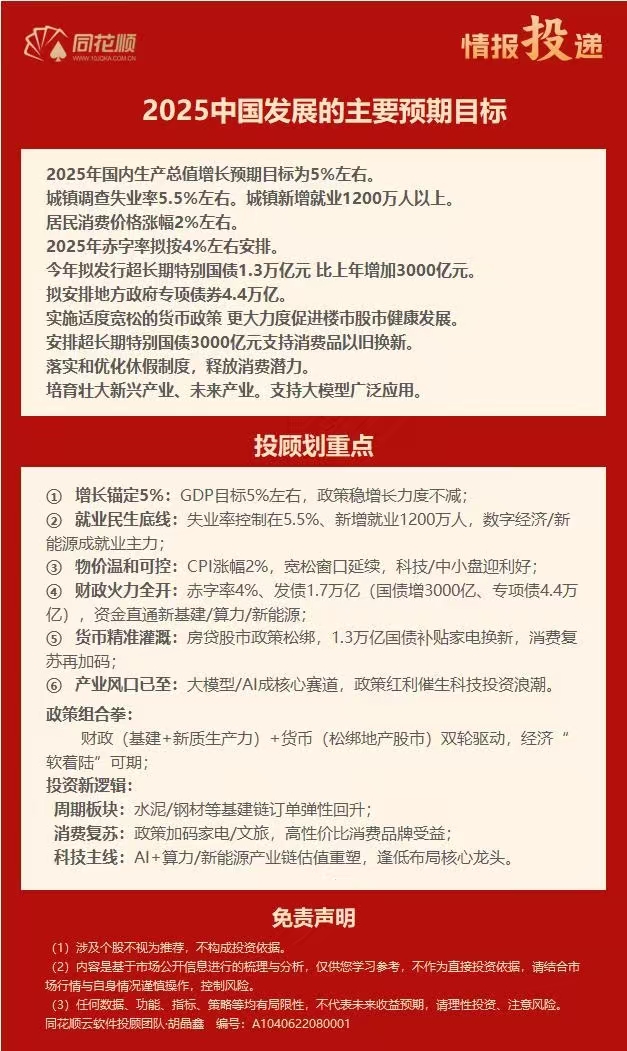 同花顺
WWW.10JQKA.COM.CN
情报投递
2025中国发展的主要预期目标
2025年国内生产总值增长预期目标为5%左右。
城镇调查失业率5.5%左右。城镇新增就业1200万人以上。
居民消费价格涨幅2%左右。
2025年赤字率拟按4%左右安排。
今年拟发行超长期特别国债1.3万亿元 比上年增加3000亿元。
拟安排地方政府专项债券4.4万亿。
实施适度宽松的货币政策 更大力度促进楼市股市健康发展。
安排超长期特别国债3000亿元支持消费品以旧换新。
落实和优化休假制度，释放消费潜力。
培育壮大新兴产业、未来产业。支持大模型广泛应用。
投顾划重点
① 增长锚定5%：GDP目标5%左右，政策稳增长力度不减；
② 就业民生底线：失业率控制在5.5%、新增就业1200万人，数字经济/新
能源成就业主力；
③ 物价温和可控：CPI涨幅2%，宽松窗口延续，科技/中小盘迎利好；
④ 财政火力全开：赤字率4%、发债1.7万亿（国债增3000亿、专项债4.4万
亿），资金直通新基建/算力/新能源；
⑤ 货币精准灌溉：房贷股市政策松绑，1.3万亿国债补贴家电换新，消费复
苏再加码；
⑥ 产业风口已至：大模型/AI成核心赛道，政策红利催生科技投资浪潮。
政策组合拳：
财政（基建+新质生产力）+货币（松绑地产股市）双轮驱动，经济“
软着陆”可期；
投资新逻辑：
周期板块：水泥/钢材等基建链订单弹性回升；
消费复苏：政策加码家电/文旅，高性价比消费品牌受益；
科技主线：AI+算力/新能源产业链估值重塑，逢低布局核心龙头。
免责声明
（1）涉及个股不视为推荐，不构成投资依据。
（2）内容是基于市场公开信息进行的梳理与分析，仅供您学习参考，不作为直接投资依据，请结合市
场行情与自身情况谨慎操作，控制风险。
（3）任何数据、功能、指标、策略等均有局限性，不代表未来收益预期，请理性投资、注意风险。
同花顺云软件投顾团队·胡晶鑫 编号：A1040622080001